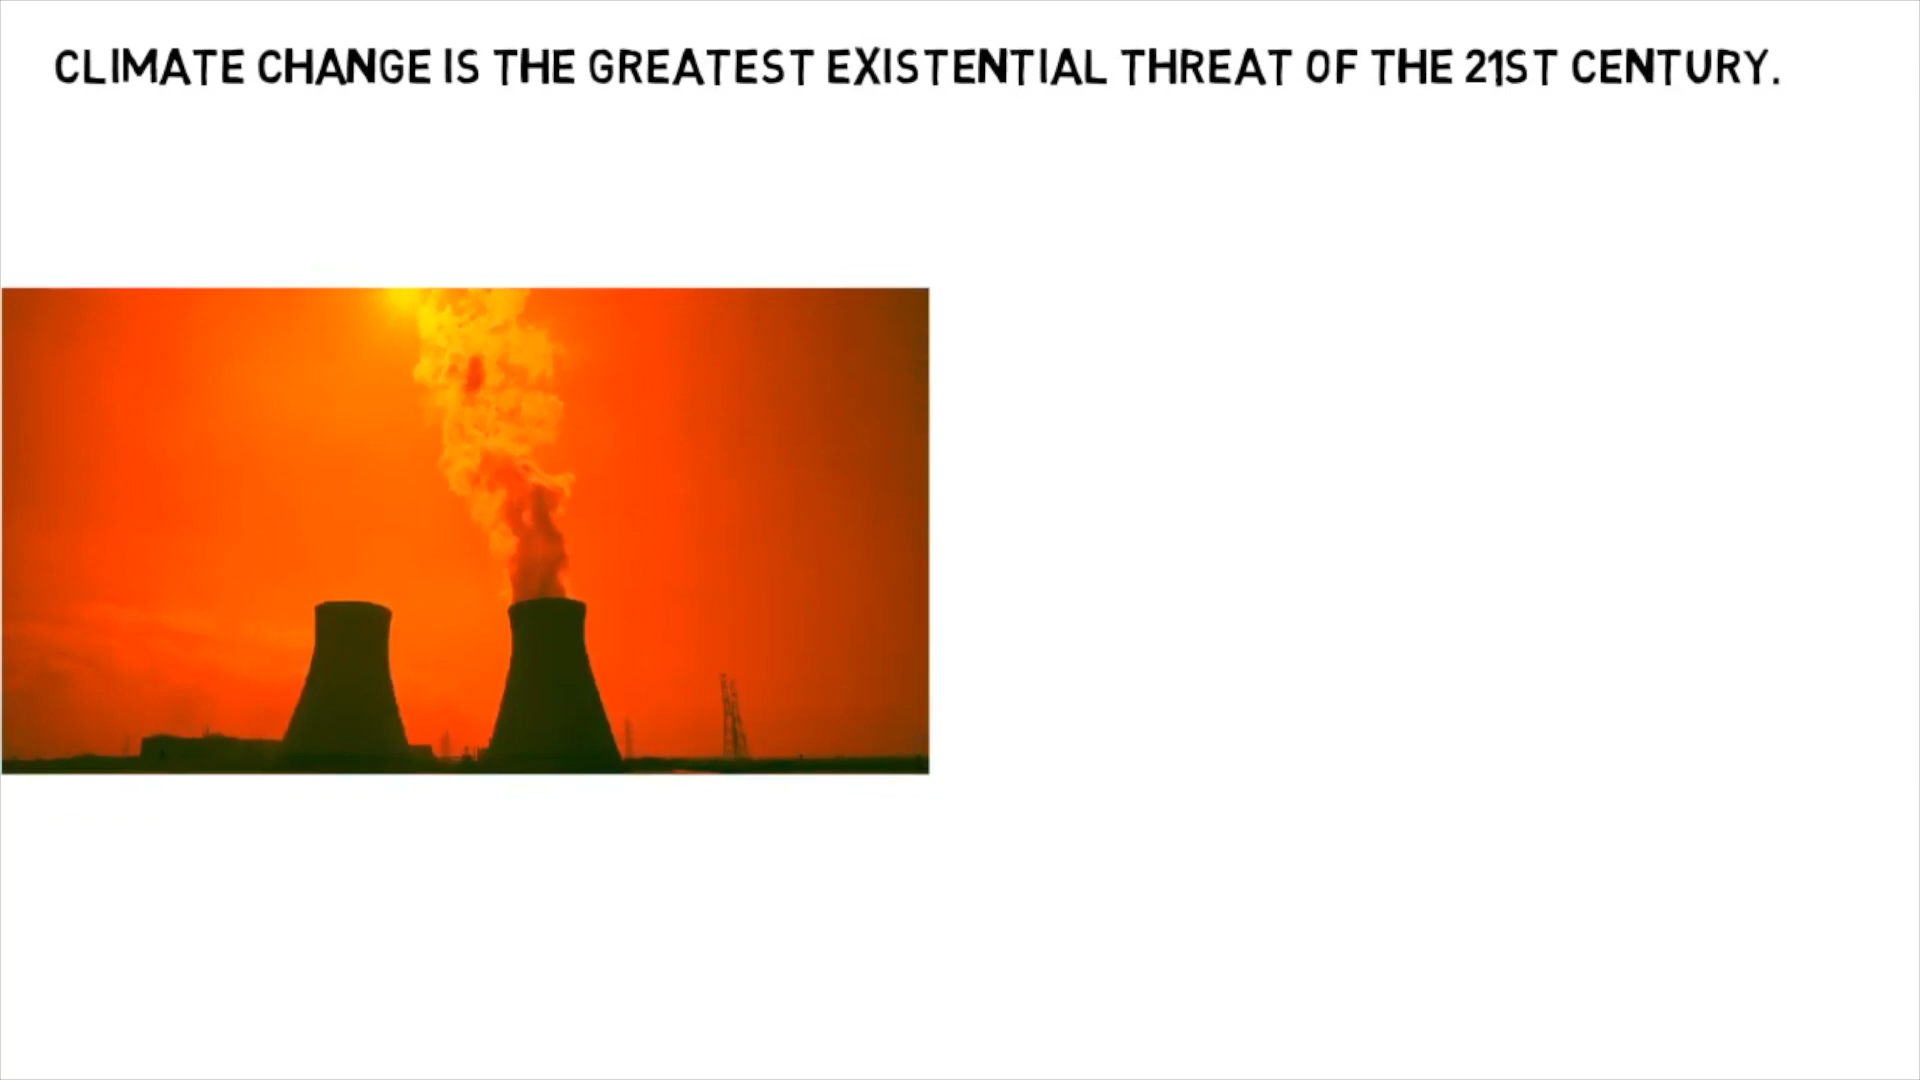 CLIMATE CHANGE IS THE GREATEST EXISTENTIAL THREAT OF THE 21ST CENTURY.